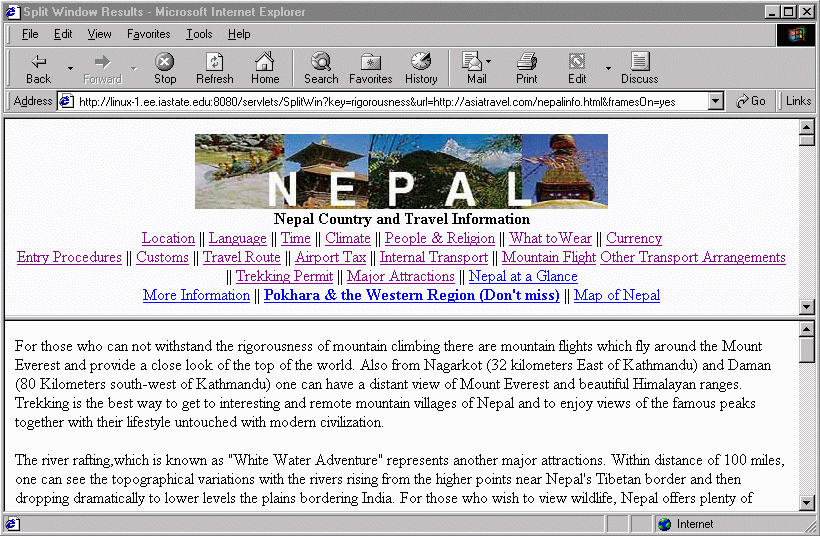 Split Window Results - Microsoft Internet Explorer
File Edit View Favorites Tools Help
Back Forward Stop Refresh Home Search Favorites History Mail Print Edit Discuss
Address http://linux-1.ee.iastate.edu:8080/servlets/SplitWin?key=rigorousness&url=http://asiatravel.com/nepalinfo.html&framesOn=yes Go Links
NEPAL
Nepal Country and Travel Information
Location || Language || Time || Climate || People & Religion || What toWear || Currency
Entry Procedures || Customs || Travel Route || Airport Tax || Internal Transport || Mountain Flight Other Transport Arrangements
|| Trekking Permit || Major Attractions || Nepal at a Glance
More Information || Pokhara & the Western Region (Don't miss) || Map of Nepal
For those who can not withstand the rigorousness of mountain climbing there are mountain flights which fly around the Mount
Everest and provide a close look of the top of the world. Also from Nagarkot (32 kilometers East of Kathmandu) and Daman
(80 Kilometers south-west of Kathmandu) one can have a distant view of Mount Everest and beautiful Himalayan ranges.
Trekking is the best way to get to interesting and remote mountain villages of Nepal and to enjoy views of the famous peaks
together with their lifestyle untouched with modern civilization.
The river rafting,which is known as "White Water Adventure" represents another major attractions. Within distance of 100 miles,
one can see the topographical variations with the rivers rising from the higher points near Nepal's Tibetan border and then
dropping dramatically to lower levels the plains bordering India. For those who wish to view wildlife, Nepal offers plenty of
Internet